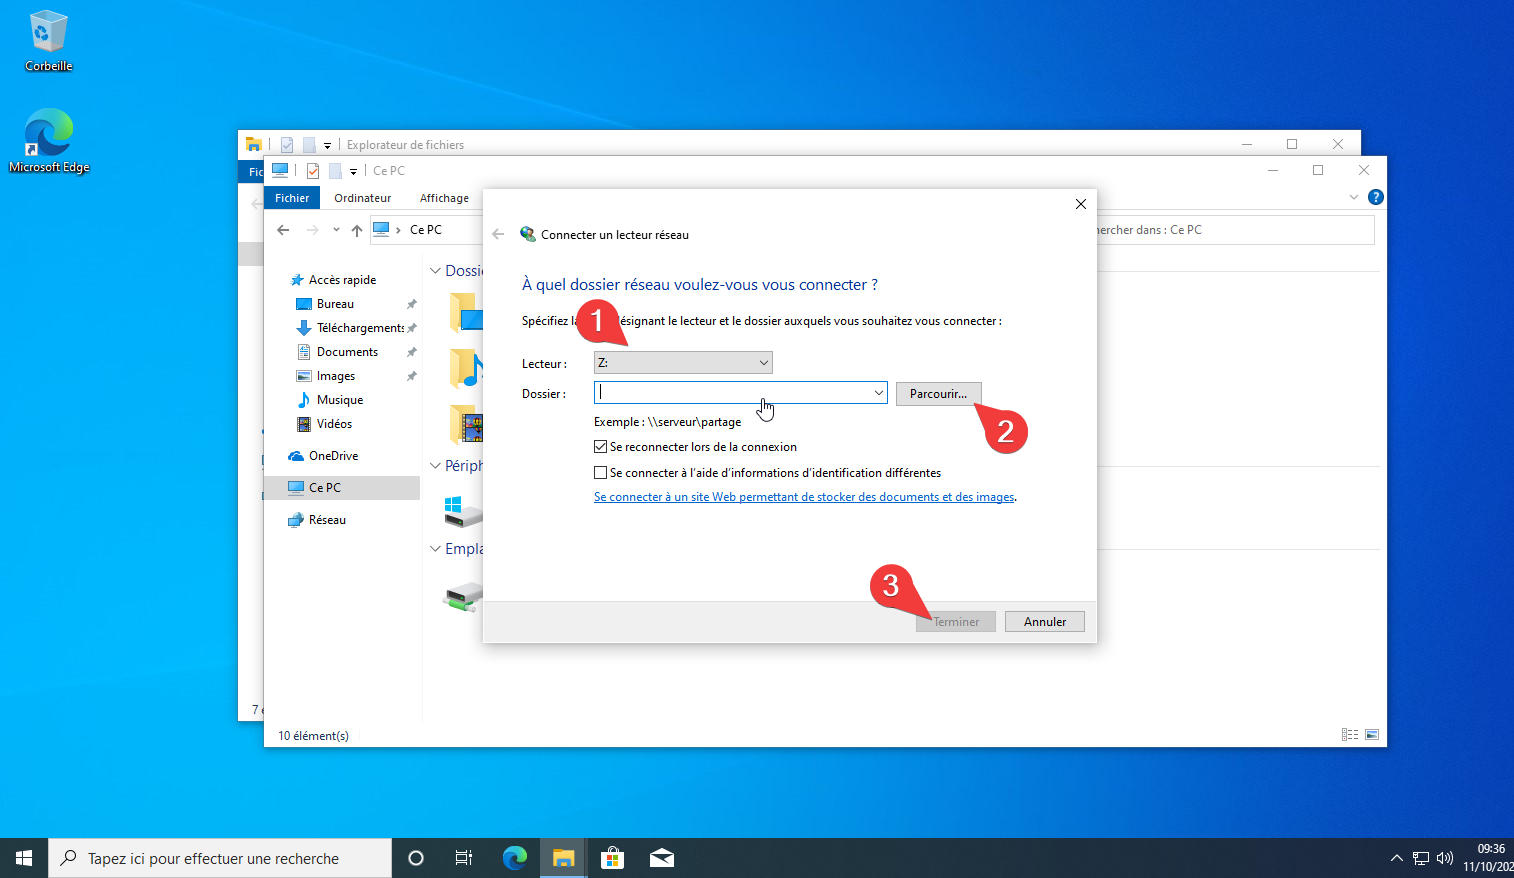 Corbeille
Microsoft Edge
Explorateur de fichiers
Fic
Ce PC
Fichier
Ordinateur
Affichage
Ce PC
hercher dans : Ce PC
Accès rapide
Bureau
Téléchargements
Documents
Images
Musique
Vidéos
OneDrive
Ce PC
Réseau
Dossie
Périph
Empla
10 élément(s)
7 é
Connecter un lecteur réseau
À quel dossier réseau voulez-vous vous connecter ?
Spécifiez la désignant le lecteur et le dossier auxquels vous souhaitez vous connecter :
1
Lecteur :
Z:
Dossier :
Parcourir...
2
Exemple : \\serveur\partage
Se reconnecter lors de la connexion
Se connecter à l'aide d'informations d'identification différentes
Se connecter à un site Web permettant de stocker des documents et des images.
3
Terminer
Annuler
Tapez ici pour effectuer une recherche
09:36
11/10/202